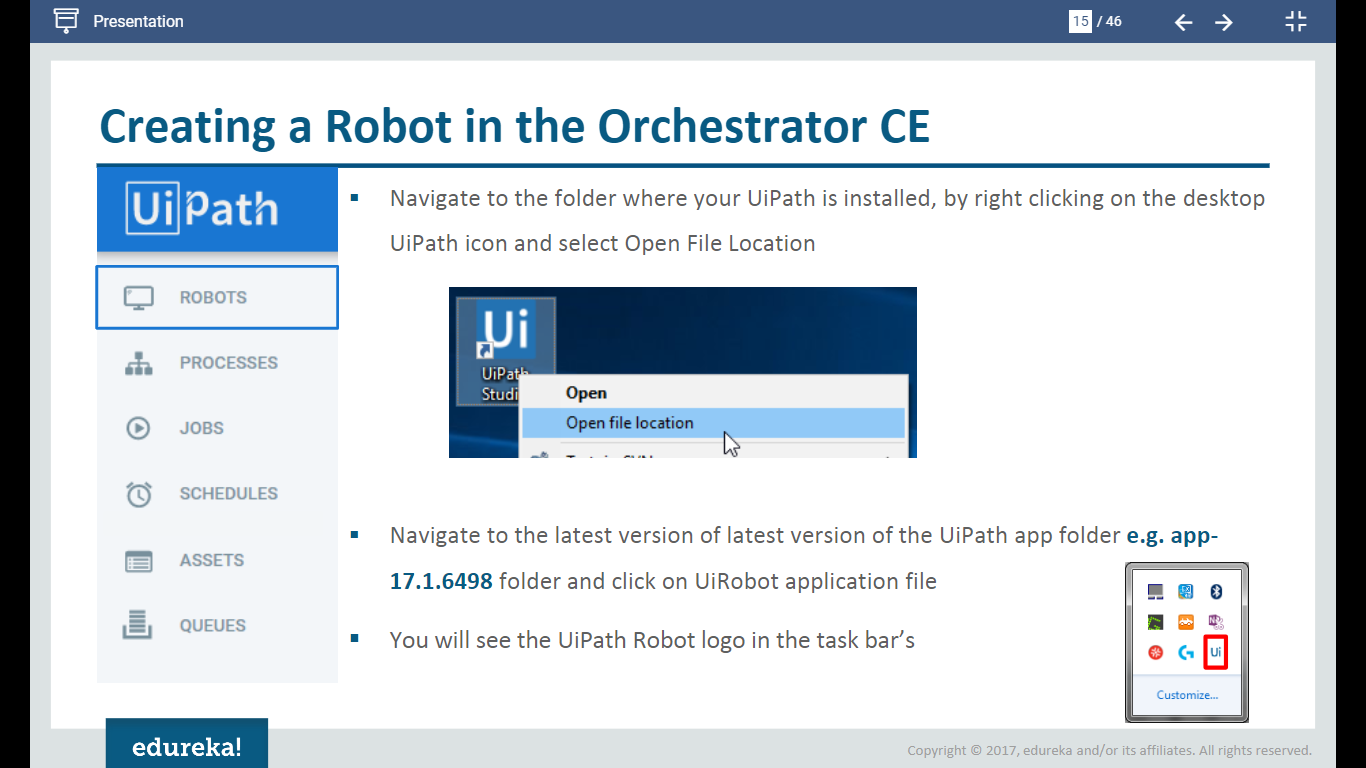 Presentation
15 / 46
Creating a Robot in the Orchestrator CE
UiPath
ROBOTS
PROCESSES
JOBS
SCHEDULES
ASSETS
QUEUES
Navigate to the folder where your UiPath is installed, by right clicking on the desktop
UiPath icon and select Open File Location
Ui
UiPath
Studi
Open
Open file location
Navigate to the latest version of latest version of the UiPath app folder e.g. app-
17.1.6498 folder and click on UiRobot application file
You will see the UiPath Robot logo in the task bar's
Ui
Customize...
edureka!
Copyright © 2017, edureka and/or its affiliates. All rights reserved.